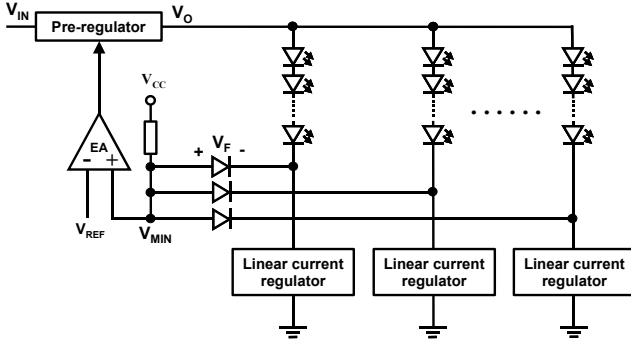 V_IN
Pre-regulator
V_O
V_CC
EA
- +
+ V_F -
V_REF
V_MIN
Linear current
regulator
Linear current
regulator
Linear current
regulator